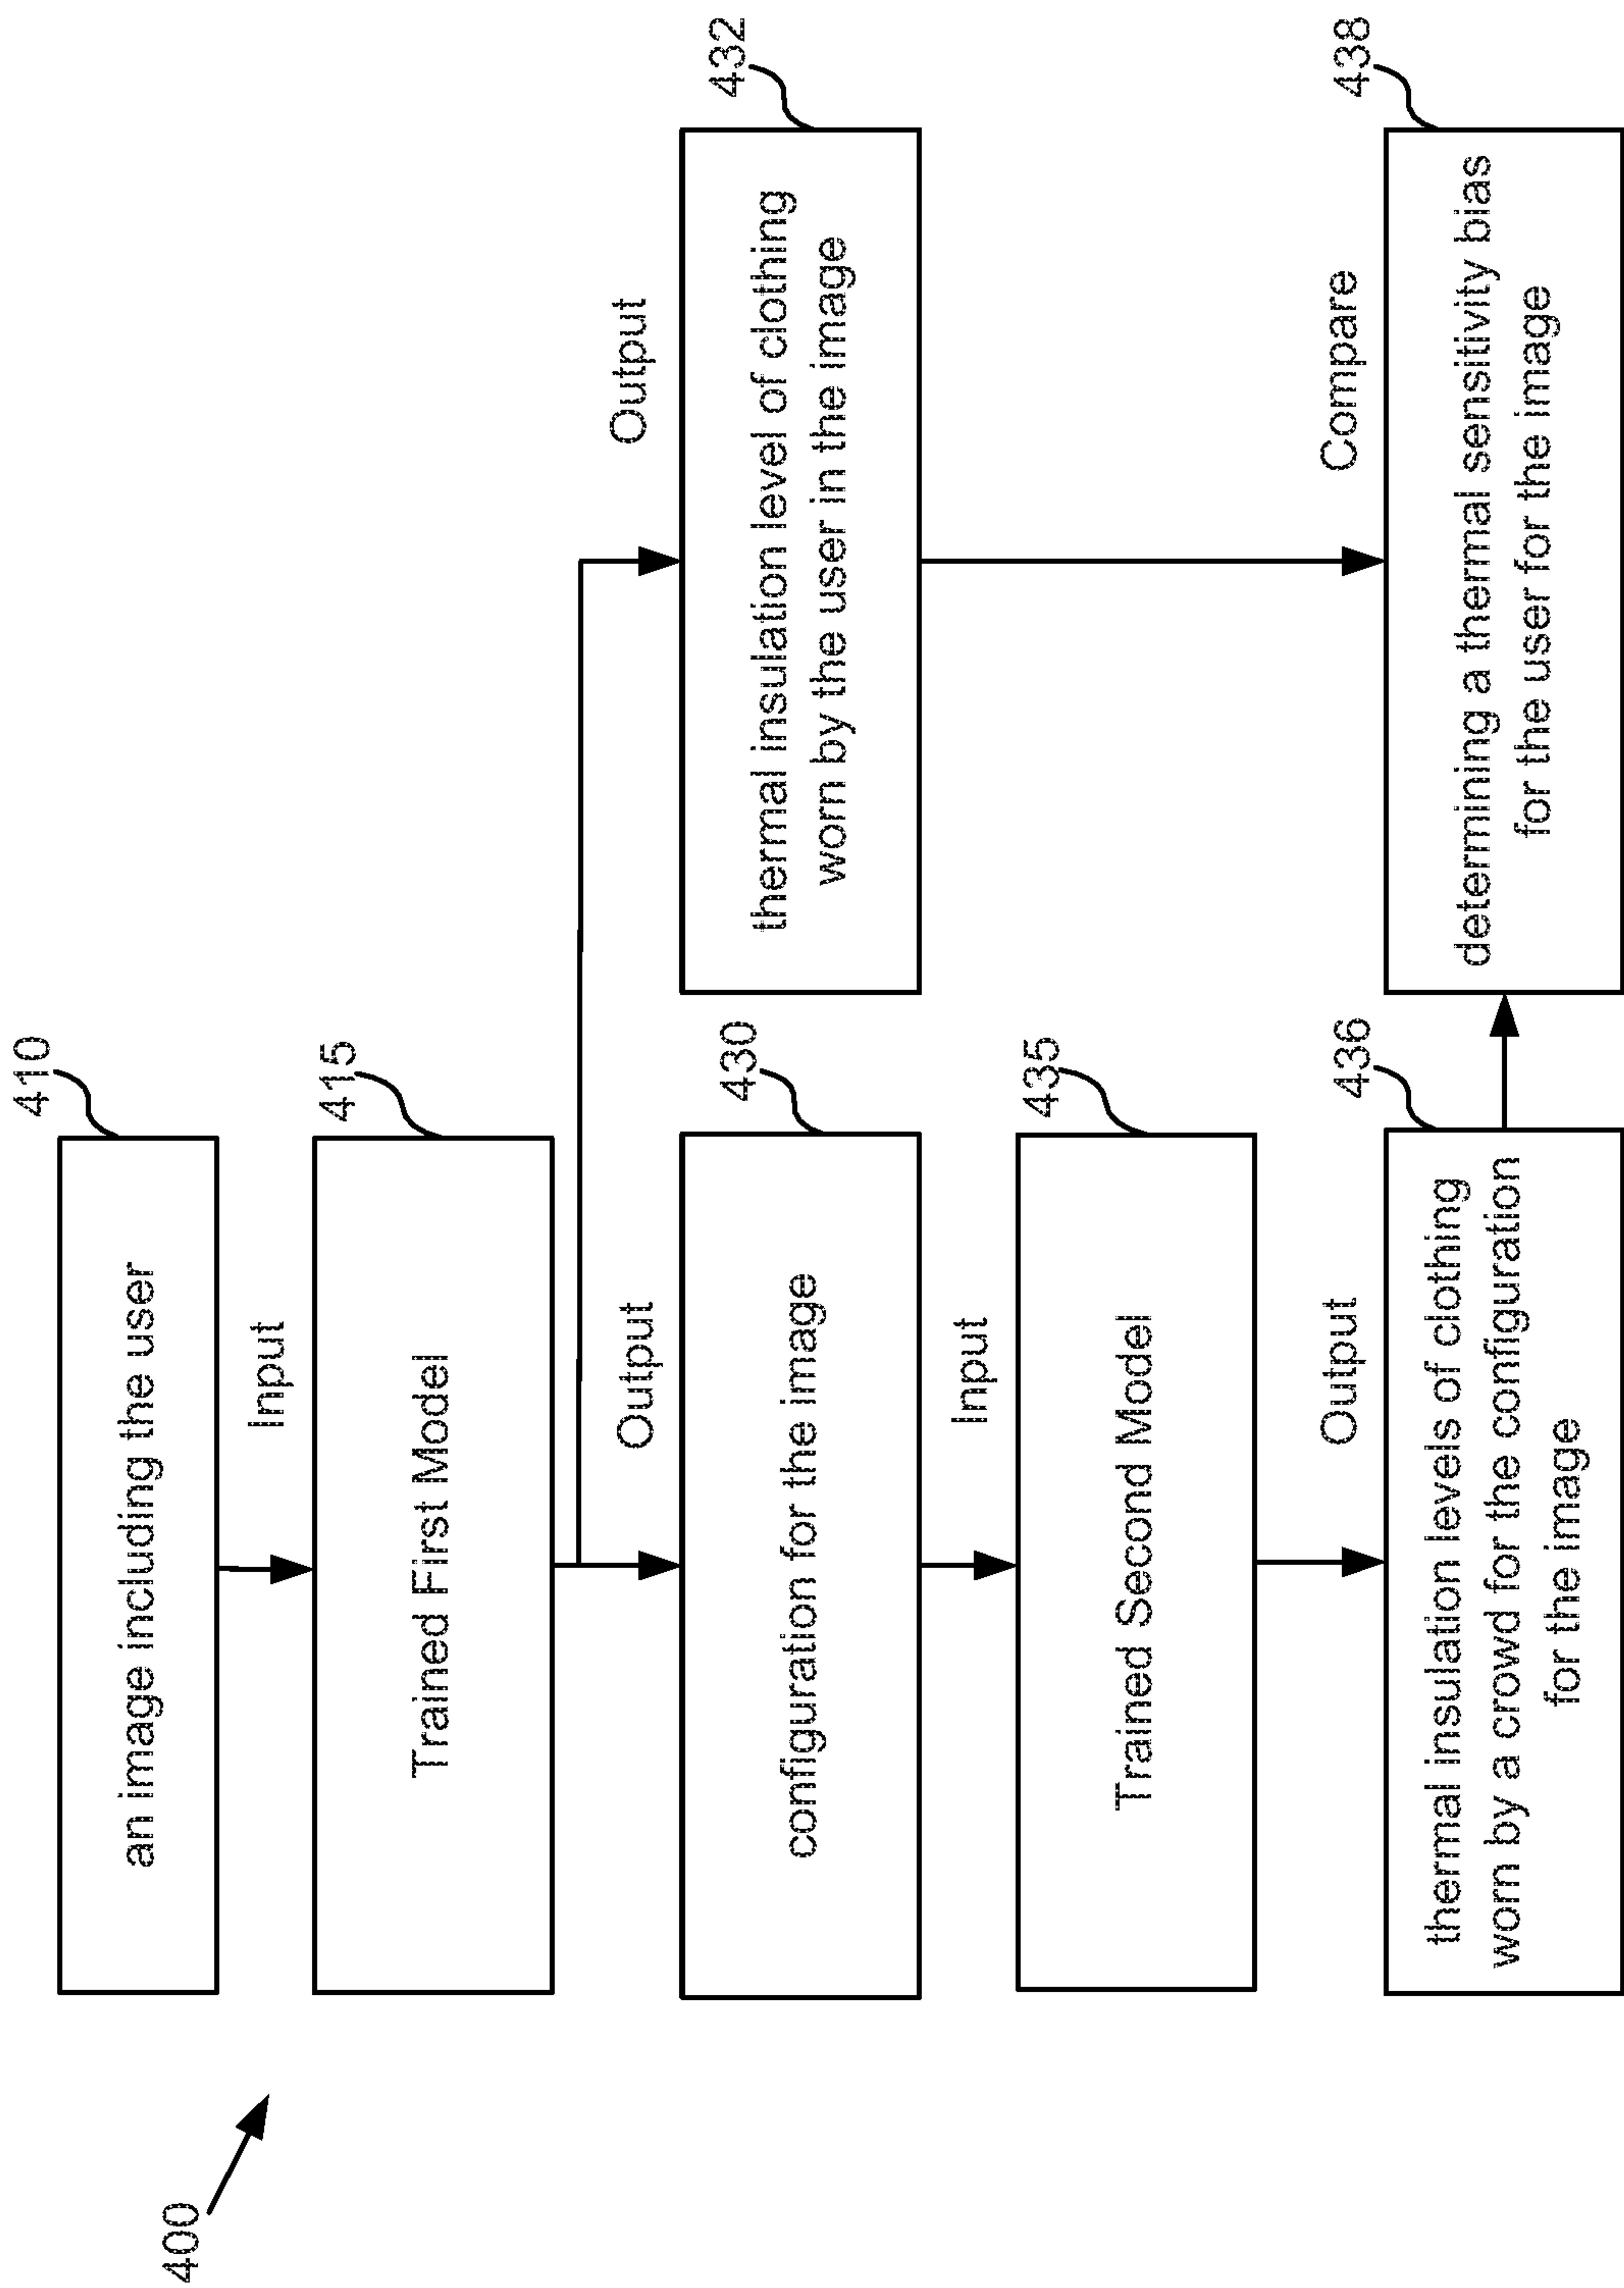 400
410
an image including the user
Input
415
Trained First Model
Output
Output
430
configuration for the image
432
thermal insulation level of clothing
worn by the user in the image
Input
435
Trained Second Model
Output
Compare
436
thermal insulation levels of clothing
worn by a crowd for the configuration
for the image
438
determining a thermal sensitivity bias
for the user for the image